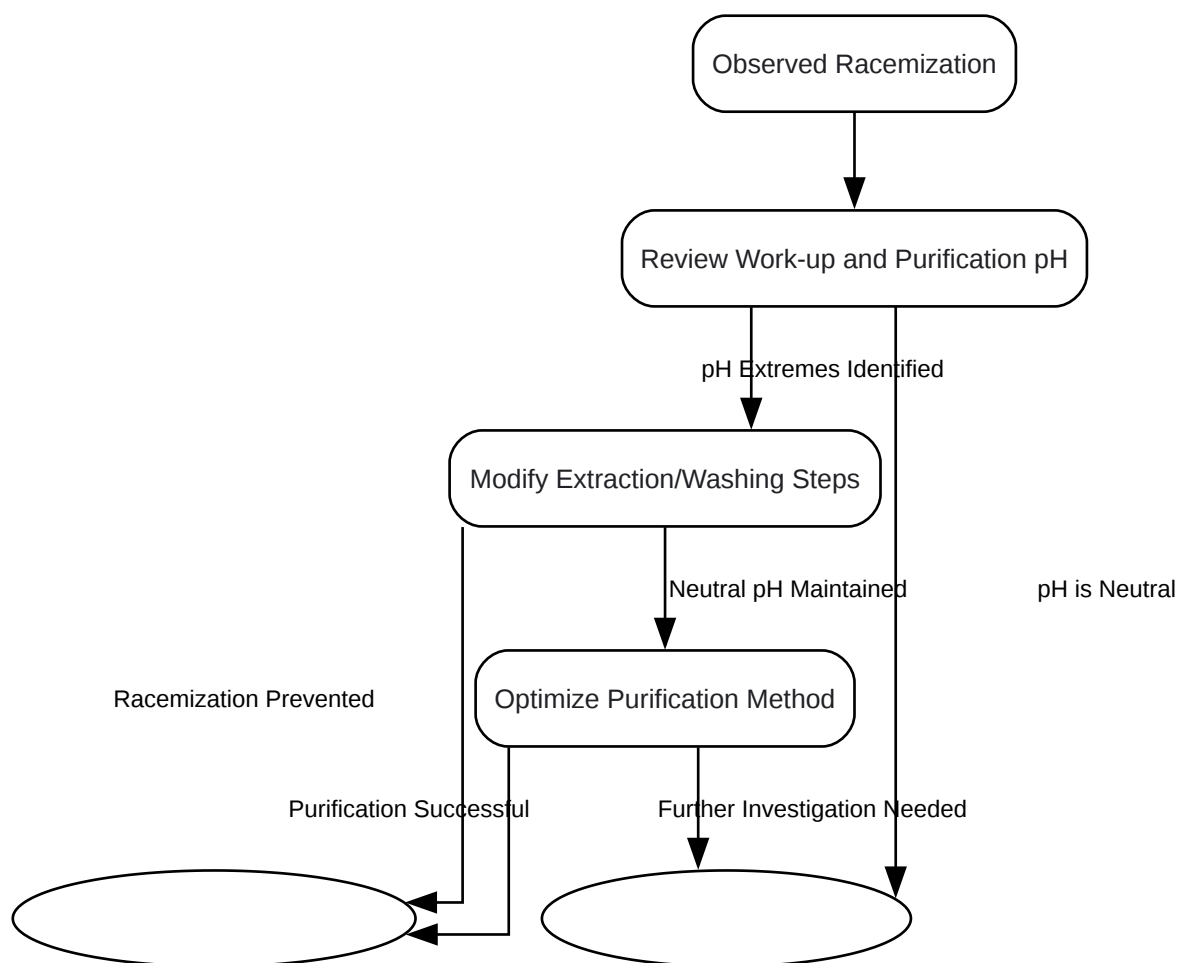 Observed Racemization
Review Work-up and Purification pH
pH Extremes Identified
Modify Extraction/Washing Steps
Neutral pH Maintained
pH is Neutral
Optimize Purification Method
Racemization Prevented
Purification Successful
Further Investigation Needed